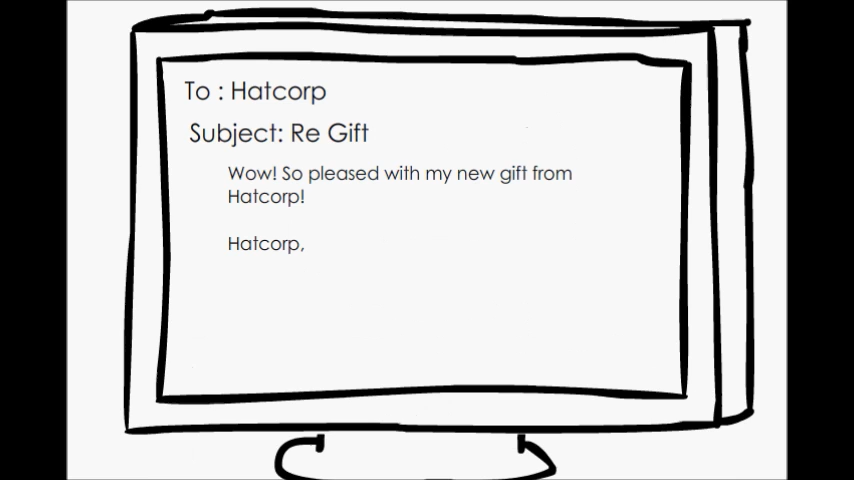 To : Hatcorp
Subject: Re Gift
Wow! So pleased with my new gift from
Hatcorp!
Hatcorp,